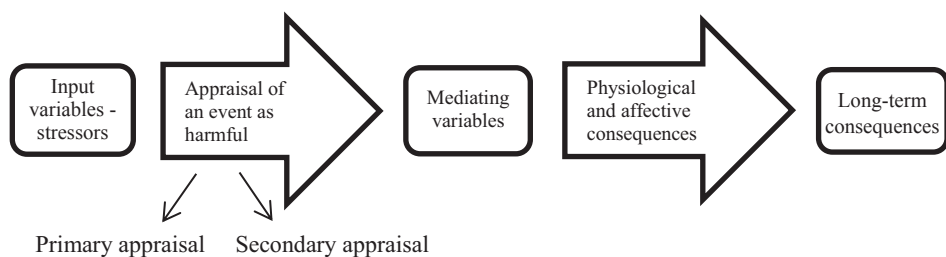 Input
variables -
stressors
Appraisal of
an event as
harmful
Mediating
variables
Physiological
and affective
consequences
Long-term
consequences
Primary appraisal
Secondary appraisal